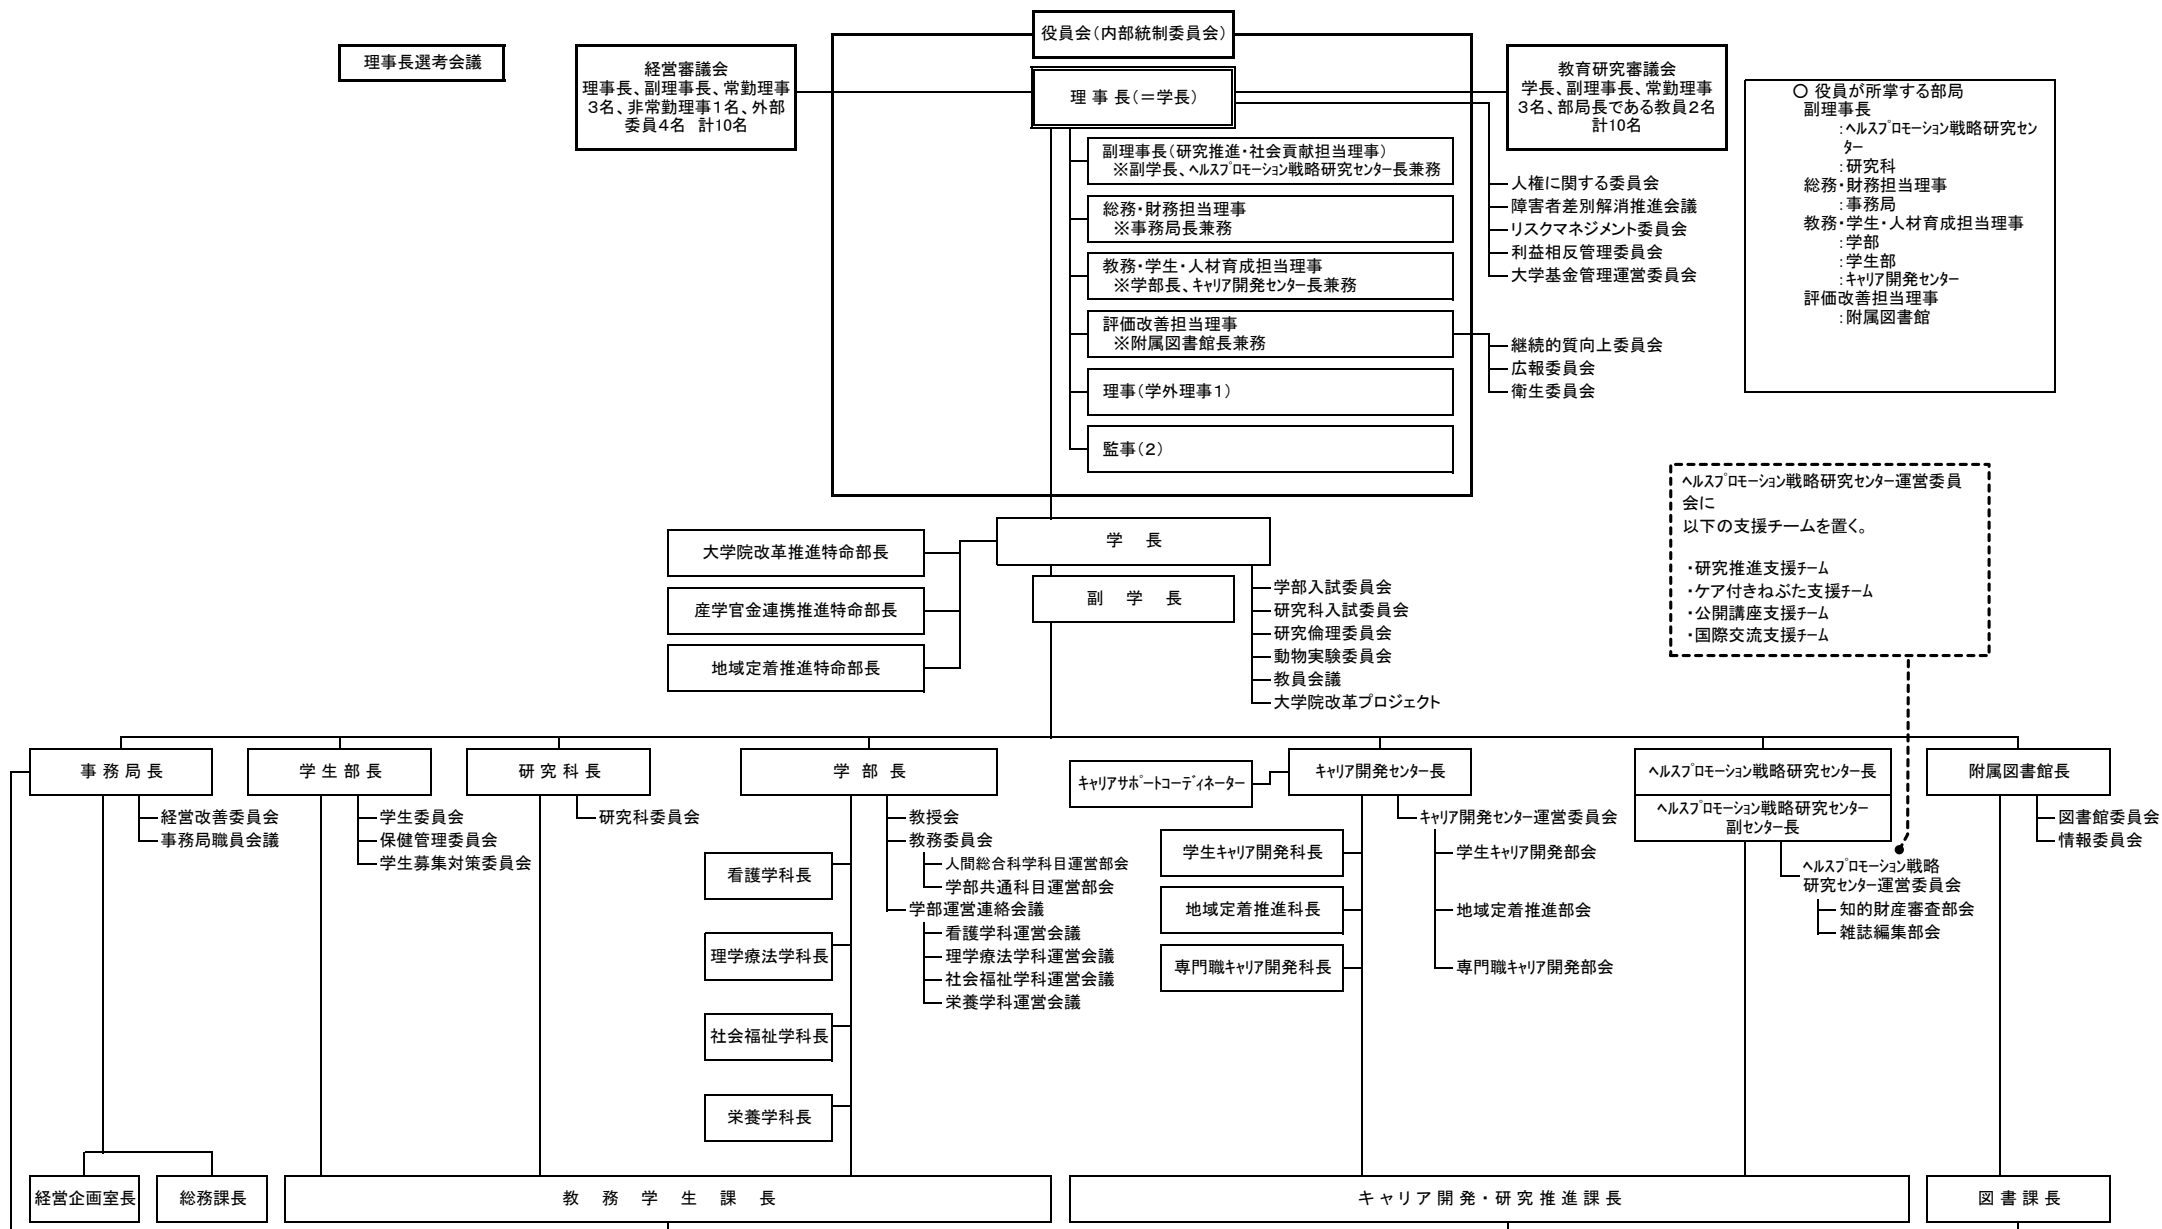 役員会(内部統制委員会)
理事長選考会議
経営審議会
理事長、副理事長、常勤理事
3名、非常勤理事1名、外部
委員4名 計10名
理 事 長(=学長)
教育研究審議会
学長、副理事長、常勤理事
3名、部局長である教員2名
計10名
○ 役員が所掌する部局
副理事長
:ヘルスプロモーション戦略研究セン
ター
:研究科
総務・財務担当理事
:事務局
教務・学生・人材育成担当理事
:学部
:学生部
:キャリア開発センター
評価改善担当理事
:附属図書館
副理事長(研究推進・社会貢献担当理事)
※副学長、ヘルスプロモーション戦略研究センター長兼務
総務・財務担当理事
※事務局長兼務
教務・学生・人材育成担当理事
※学部長、キャリア開発センター長兼務
評価改善担当理事
※附属図書館長兼務
理事(学外理事1)
監事(2)
人権に関する委員会
障害者差別解消推進会議
リスクマネジメント委員会
利益相反管理委員会
大学基金管理運営委員会
継続的質向上委員会
広報委員会
衛生委員会
ヘルスプロモーション戦略研究センター運営委員
会に
以下の支援チームを置く。
・研究推進支援チーム
・ケア付きねぶた支援チーム
・公開講座支援チーム
・国際交流支援チーム
学 長
副 学 長
大学院改革推進特命部長
産学官金連携推進特命部長
地域定着推進特命部長
学部入試委員会
研究科入試委員会
研究倫理委員会
動物実験委員会
教員会議
大学院改革プロジェクト
事 務 局 長
経営改善委員会
事務局職員会議
学 生 部 長
学生委員会
保健管理委員会
学生募集対策委員会
研 究 科 長
研究科委員会
学 部 長
教授会
教務委員会
人間総合科学科目運営部会
学部共通科目運営部会
学部運営連絡会議
看護学科運営会議
理学療法学科運営会議
社会福祉学科運営会議
栄養学科運営会議
看護学科長
理学療法学科長
社会福祉学科長
栄養学科長
キャリアサポートコーディネーター
キャリア開発センター長
キャリア開発センター運営委員会
学生キャリア開発部会
地域定着推進部会
専門職キャリア開発部会
学生キャリア開発科長
地域定着推進科長
専門職キャリア開発科長
ヘルスプロモーション戦略研究センター長
ヘルスプロモーション戦略研究センター
副センター長
ヘルスプロモーション戦略
研究センター運営委員会
知的財産審査部会
雑誌編集部会
附属図書館長
図書館委員会
情報委員会
経営企画室長
総務課長
教 務 学 生 課 長
キャリア開発・研究推進課長
図 書 課 長